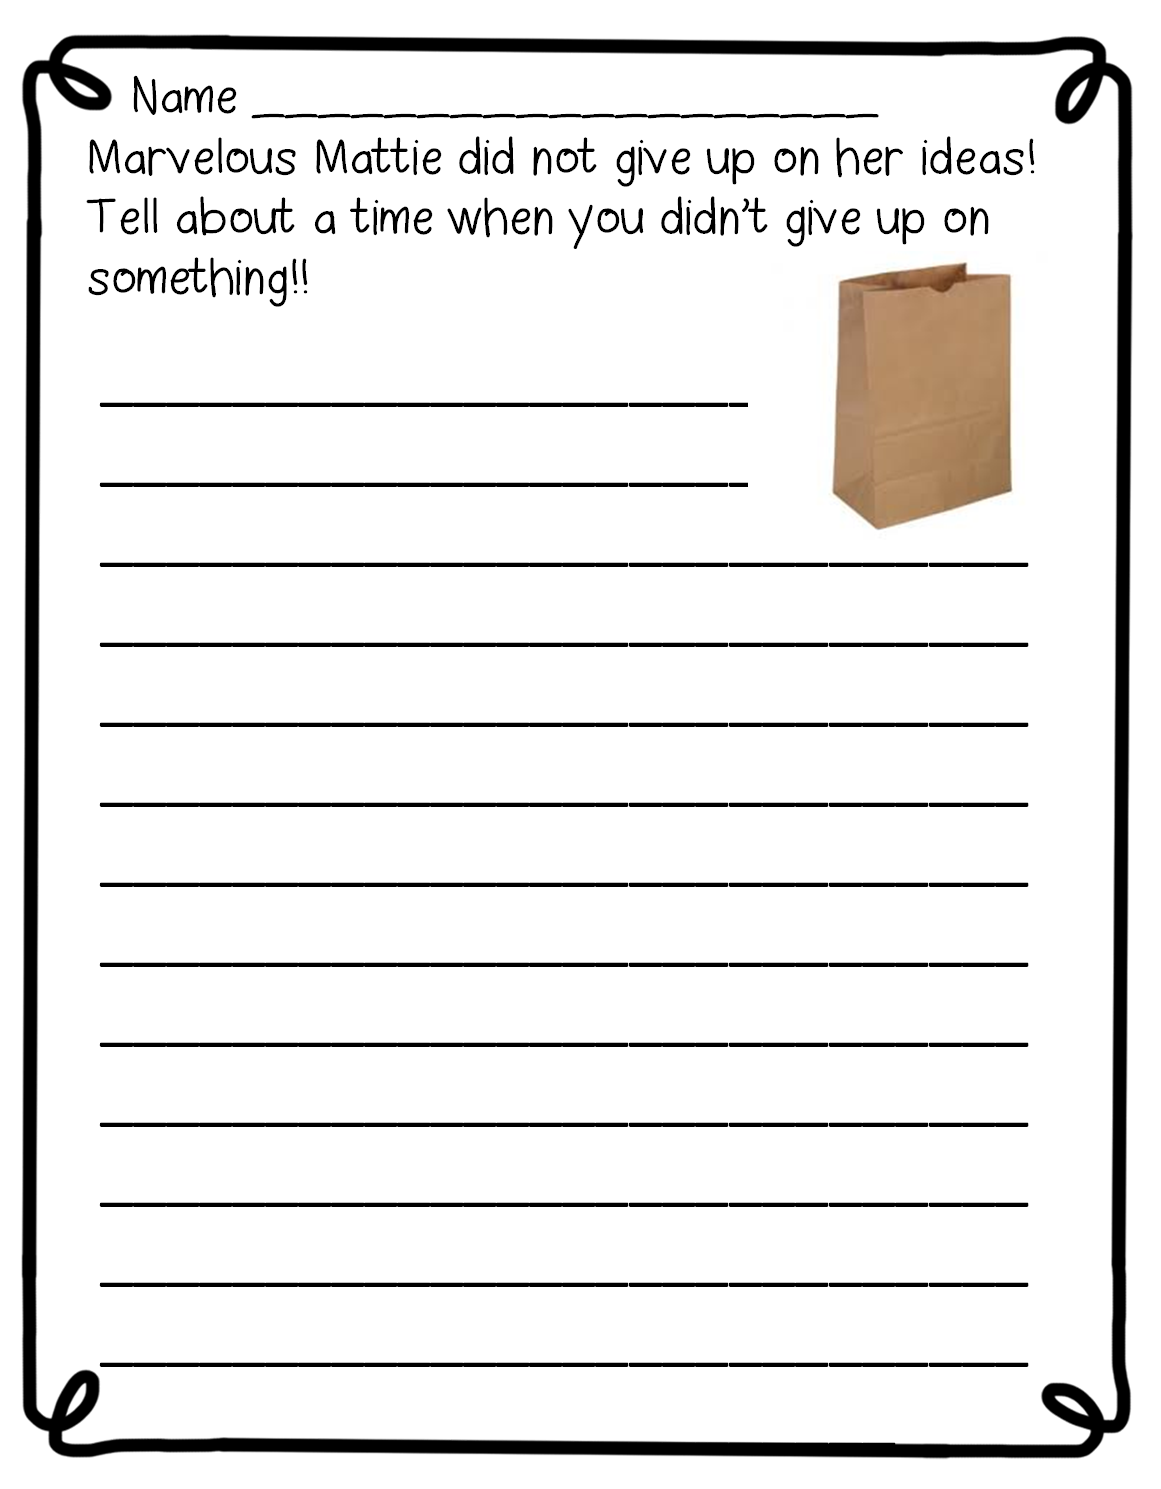 Name ___________________
Marvelous Mattie did not give up on her ideas!
Tell about a time when you didn't give up on
something!!